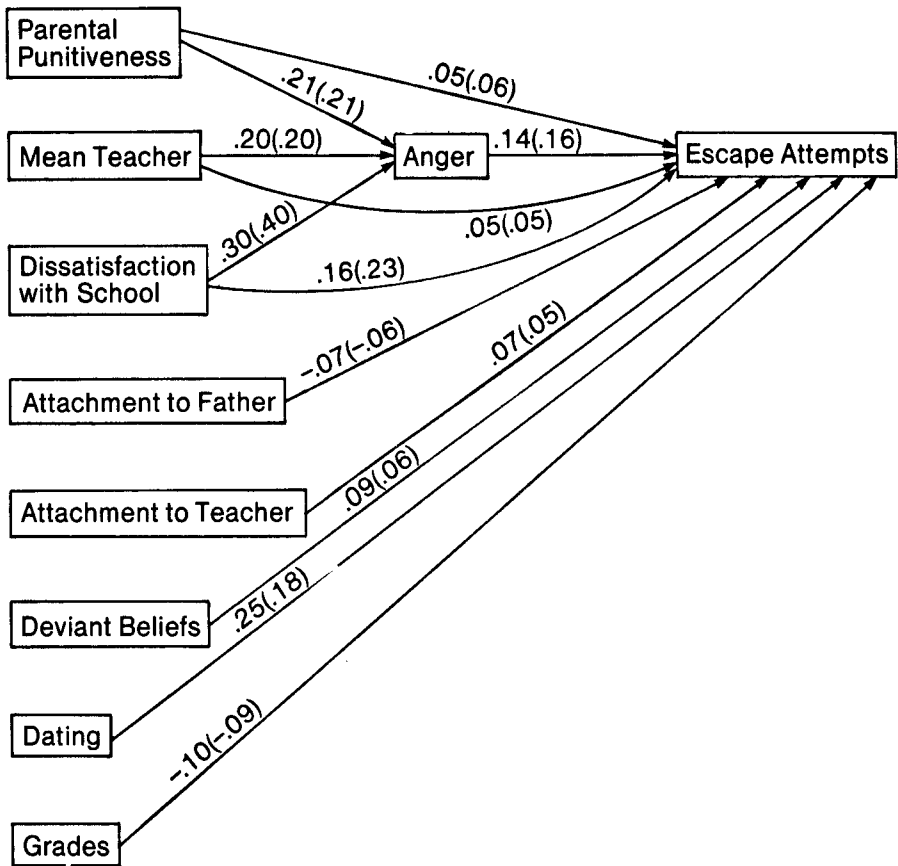 Parental
Punitiveness
.05(.06)
.21(.21)
Mean Teacher
.20(.20)
Anger
.14(.16)
Escape Attempts
.30(.40)
.05(.05)
Dissatisfaction
with School
.16(.23)
-.07(-.06)
.07(.05)
Attachment to Father
.09(.06)
Attachment to Teacher
.25(.18)
Deviant Beliefs
Dating
-.10(-.09)
Grades